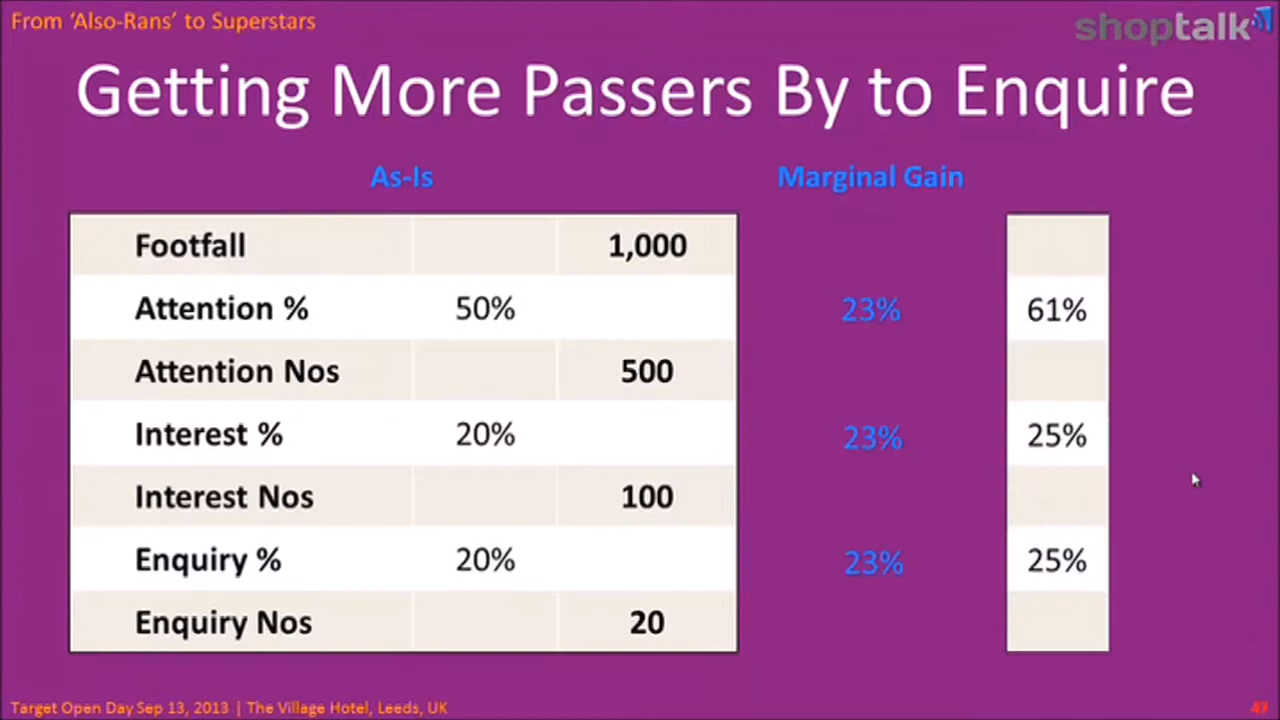 From ‘Also-Rans’ to Superstars
shoptalk
Getting More Passers By to Enquire
As-Is Marginal Gain
Footfall 1,000
Attention % 50% 23% 61%
Attention Nos 500
Interest % 20% 23% 25%
Interest Nos 100
Enquiry % 20% 23% 25%
Enquiry Nos 20
Target Open Day Sep 13, 2013 | The Village Hotel, Leeds, UK 47